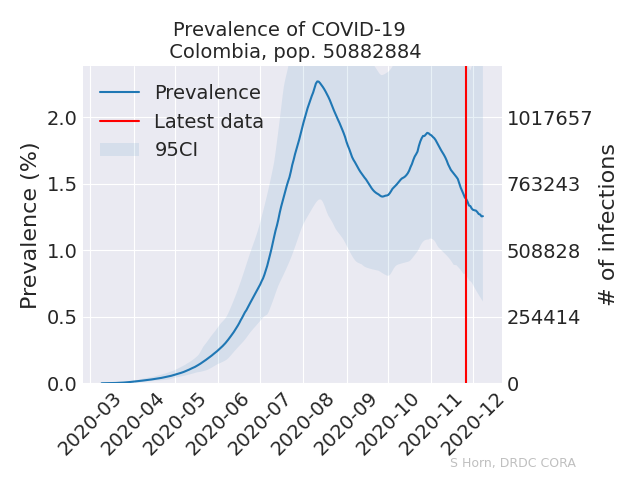 Prevalence of COVID-19
Colombia, pop. 50882884
Prevalence
Latest data
95CI
Prevalence (%)
2.0
1.5
1.0
0.5
0.0
1017657
763243
508828
254414
0
# of infections
2020-03
2020-04
2020-05
2020-06
2020-07
2020-08
2020-09
2020-10
2020-11
2020-12
S Horn, DRDC CORA